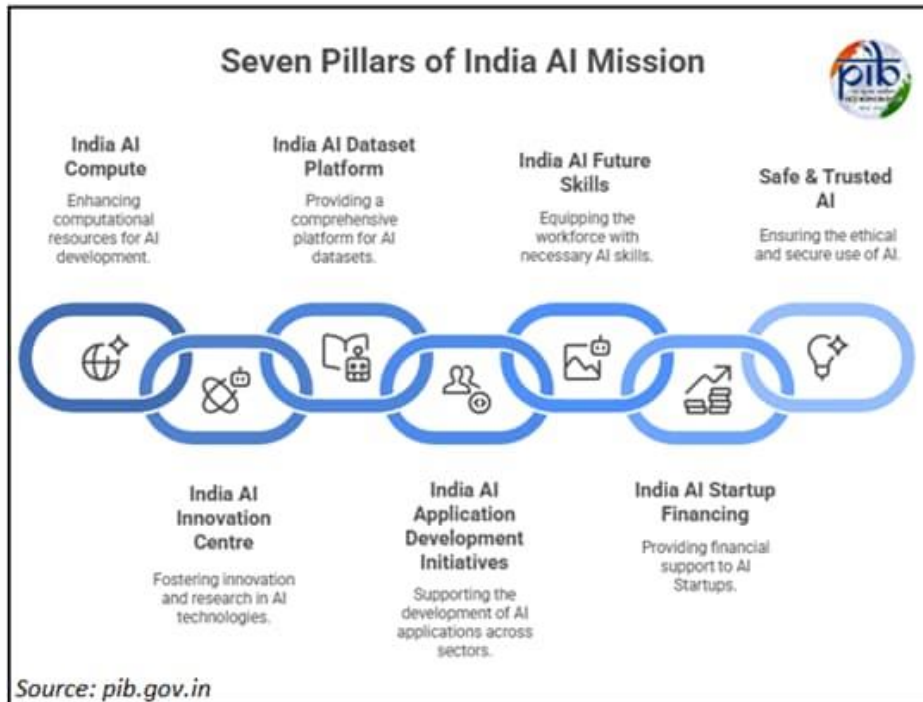 Seven Pillars of India AI Mission
pib
India AI
Compute
Enhancing
computational
resources for AI
development.
India AI Dataset
Platform
Providing a
comprehensive
platform for AI
datasets.
India AI Future
Skills
Equipping the
workforce with
necessary AI skills.
Safe & Trusted
AI
Ensuring the ethical
and secure use of AI.
India AI
Innovation
Centre
Fostering innovation
and research in AI
technologies.
India AI
Application
Development
Initiatives
Supporting the
development of AI
applications across
sectors.
India AI Startup
Financing
Providing financial
support to AI
Startups.
Source: pib.gov.in